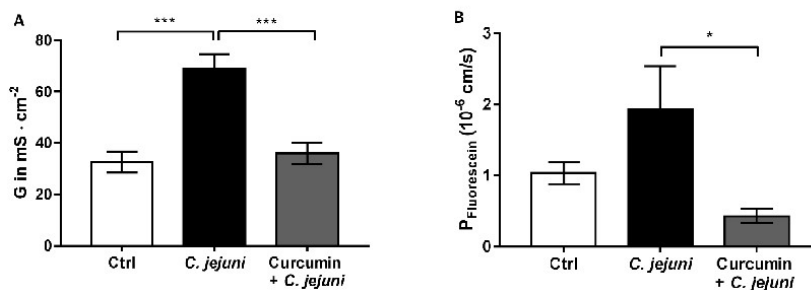 A
G in mS · cm⁻²
80
60
40
20
0
***
***
Ctrl
C. jejuni
Curcumin
+ C. jejuni
B
P_Fluorescein (10⁻⁶ cm/s)
3
2
1
0
*
Ctrl
C. jejuni
Curcumin
+ C. jejuni